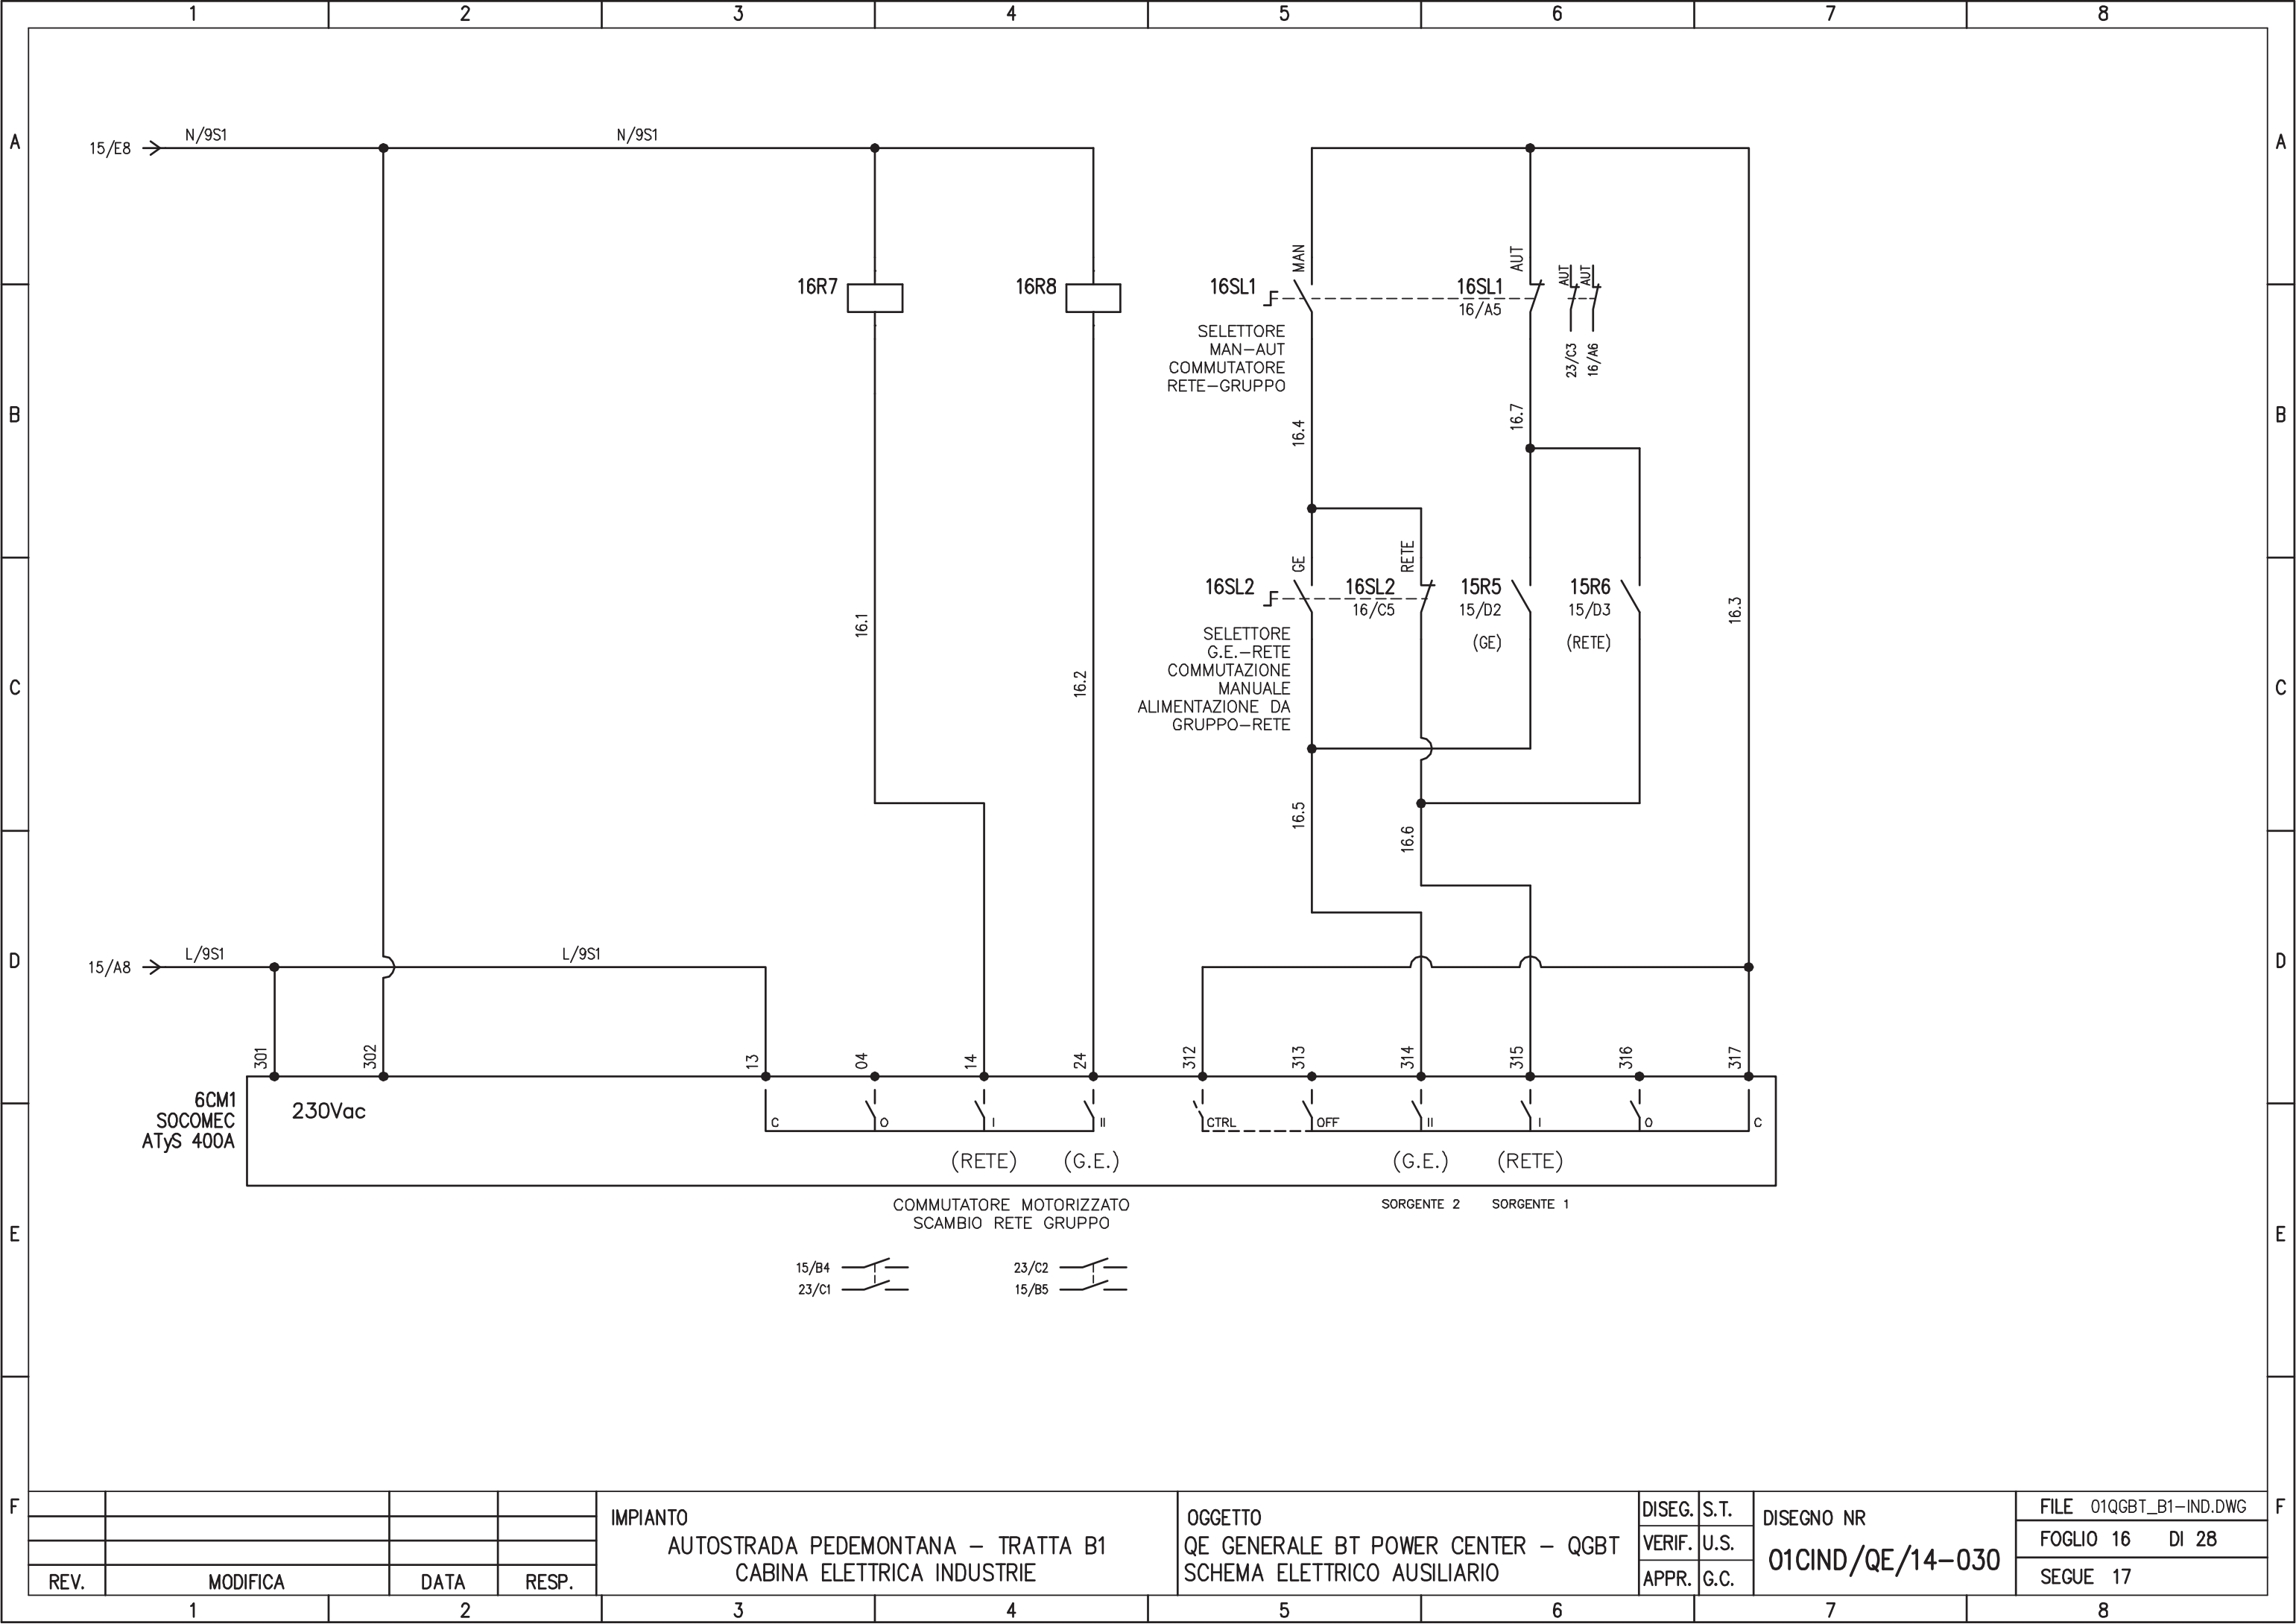 1 2 3 4 5 6 7 8
A A
15/E8 N/9S1 N/9S1
MAN AUT
AUT AUT
16R7 16R8 16SL1 16SL1
16/A5
SELETTORE
MAN-AUT
COMMUTATORE
RETE-GRUPPO
23/C3 16/A6
B B
16.4 16.7
GE RETE
16SL2 16SL2 15R5 15R6
16/C5 15/D2 15/D3
(GE) (RETE)
16.1 16.3
SELETTORE
G.E.-RETE
COMMUTAZIONE
MANUALE
ALIMENTAZIONE DA
GRUPPO-RETE
C C
16.2
16.5 16.6
D D
15/A8 L/9S1 L/9S1
301 302 13 04 14 24 312 313 314 315 316 317
6CM1
SOCOMEC
ATyS 400A
230Vac
C O I II CTRL OFF II I O C
(RETE) (G.E.) (G.E.) (RETE)
COMMUTATORE MOTORIZZATO
SCAMBIO RETE GRUPPO
SORGENTE 2 SORGENTE 1
E E
15/B4 23/C2
23/C1 15/B5
F F
REV. MODIFICA DATA RESP.
IMPIANTO
AUTOSTRADA PEDEMONTANA - TRATTA B1
CABINA ELETTRICA INDUSTRIE
OGGETTO
QE GENERALE BT POWER CENTER - QGBT
SCHEMA ELETTRICO AUSILIARIO
DISEG. S.T.
VERIF. U.S.
APPR. G.C.
DISEGNO NR
01CIND/QE/14-030
FILE 01QGBT_B1-IND.DWG
FOGLIO 16 DI 28
SEGUE 17
1 2 3 4 5 6 7 8